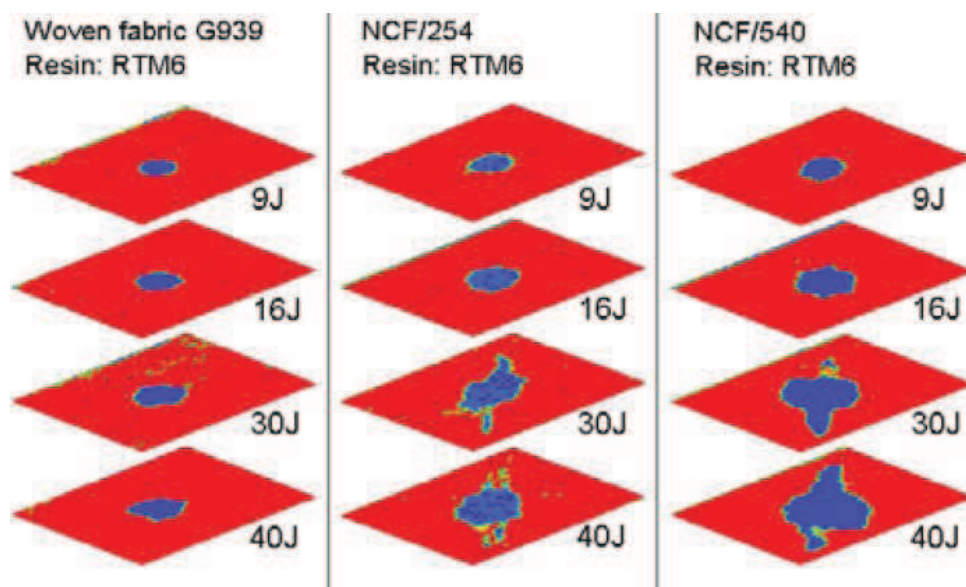 Woven fabric G939
Resin: RTM6
9J
16J
30J
40J
NCF/254
Resin: RTM6
9J
16J
30J
40J
NCF/540
Resin: RTM6
9J
16J
30J
40J